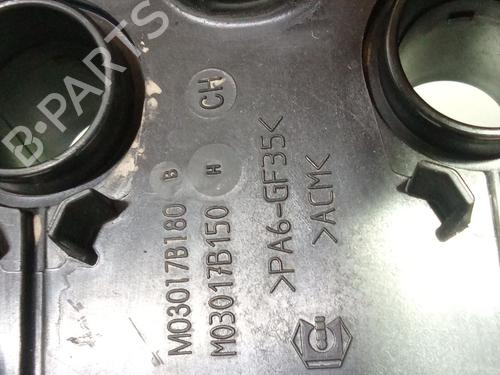 B-PARTS
CH
M03017B180 B
M03017B150 H
>PA6-GF35<
>ACM<